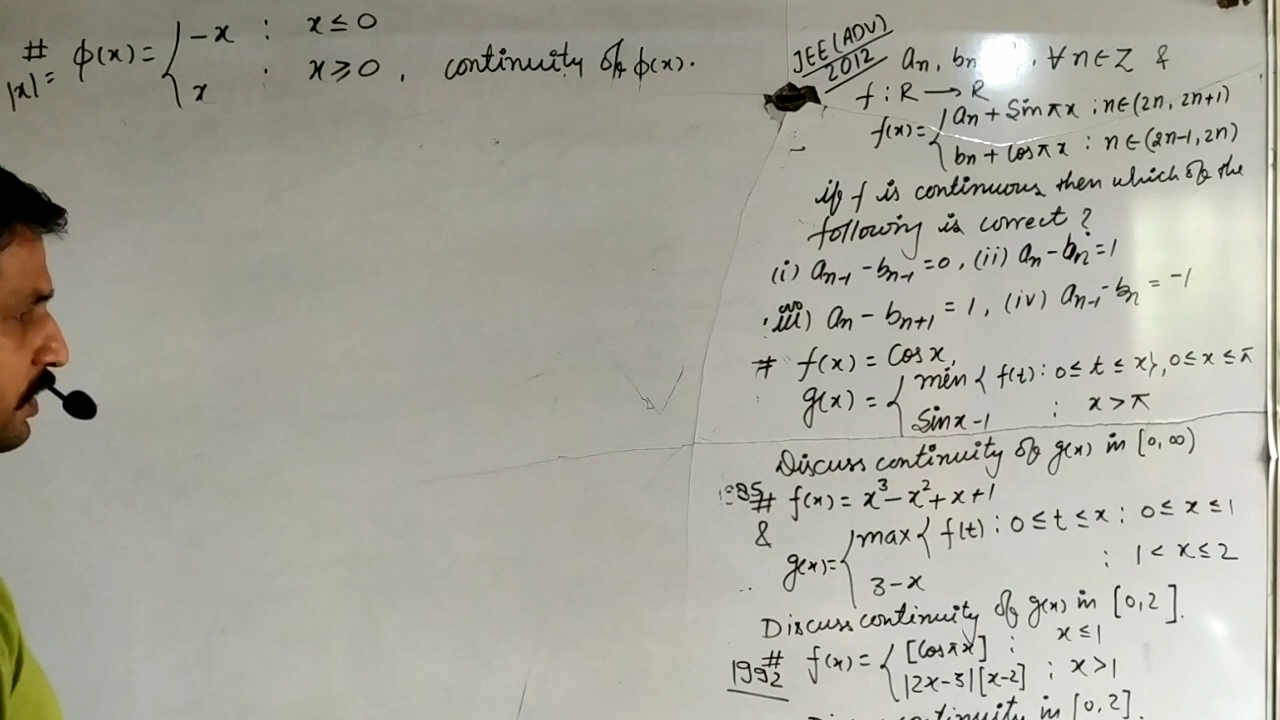 # ϕ(x) = { -x : x ≤ 0
|x| = x : x ≥ 0 , continuity of ϕ(x).
JEE (ADV)
2012
an, bn , ∀ n ∈ Z &
f : R → R
f(x) = { an + Sin πx ; n ∈ (2n, 2n+1)
bn + Cos πx : n ∈ (2n-1, 2n)
if f is continuous then which of the
following is correct ?
(i) an-1 - bn-1 = 0, (ii) an - bn = 1
iii) an - bn+1 = 1, (iv) an-1 - bn = -1
# f(x) = Cos x,
g(x) = { min { f(t) : 0 ≤ t ≤ x}, 0 ≤ x ≤ π
Sin x - 1 : x > π
Discuss continuity of g(x) in [0, ∞)
1985 # f(x) = x³ - x² + x + 1
&
g(x) = { max { f(t) : 0 ≤ t ≤ x : 0 ≤ x ≤ 1
3 - x : 1 < x ≤ 2
Discuss continuity of g(x) in [0, 2].
1992 # f(x) = { [Cos πx] : x ≤ 1
|2x - 3| [x - 2] : x > 1
continuity in [0, 2].